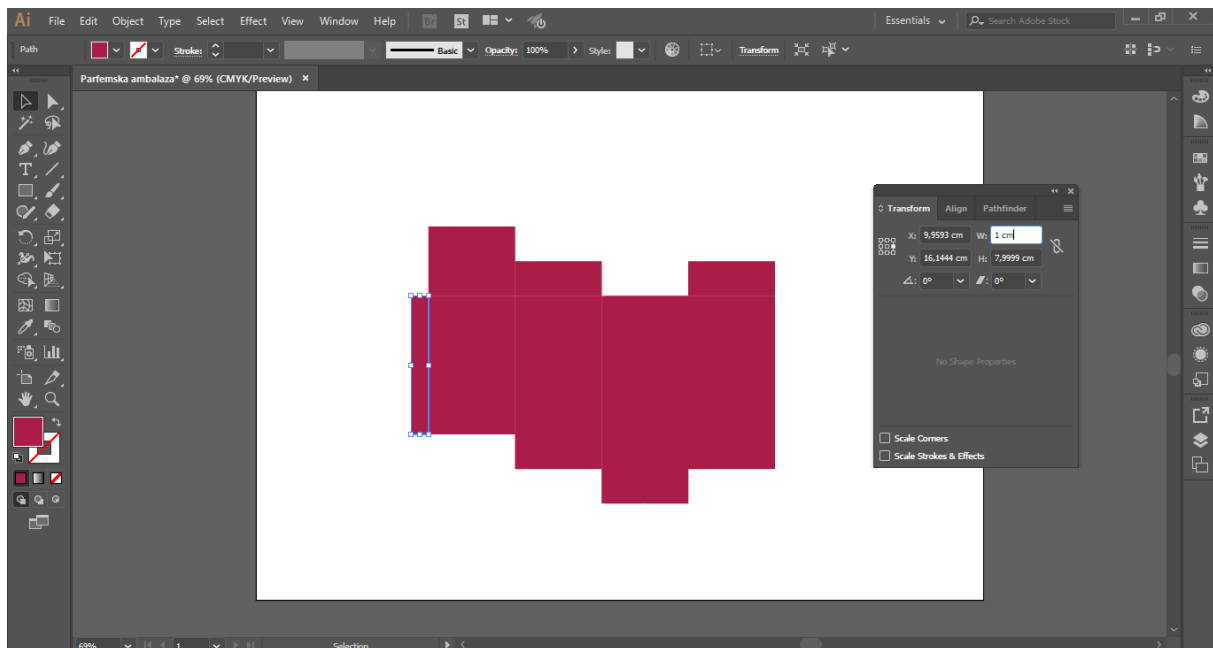 Ai File Edit Object Type Select Effect View Window Help Br St Essentials Search Adobe Stock
Path Stroke: Basic Opacity: 100% Style: Transform
Parfemska ambalaza* @ 69% (CMYK/Preview) ×
Transform Align Pathfinder
X: 9,9593 cm W: 1 cm
Y: 16,1444 cm H: 7,9999 cm
0° 0°
No Shape Properties
Scale Corners
Scale Strokes & Effects
69% 1 Selection